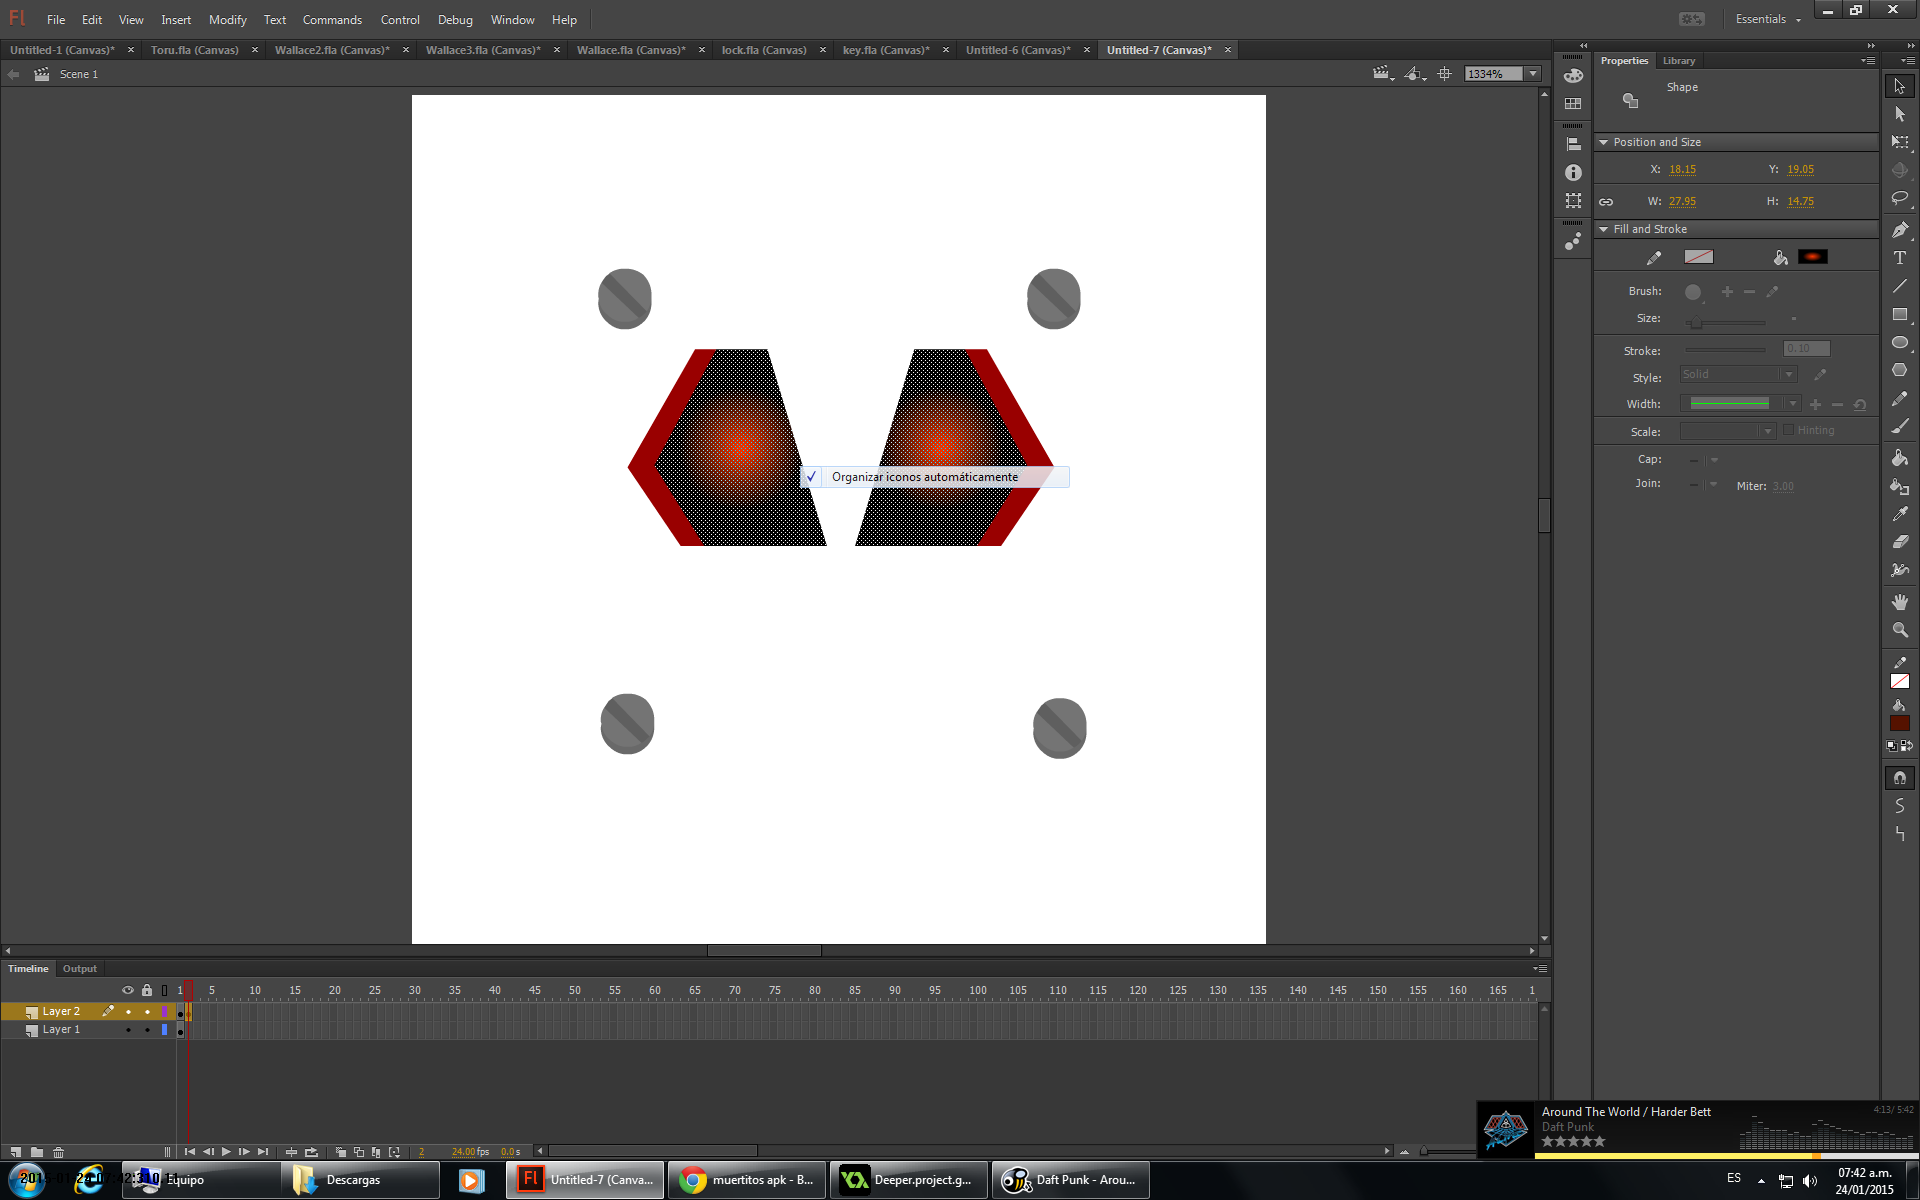 Fl File Edit View Insert Modify Text Commands Control Debug Window Help Essentials
Untitled-1 (Canvas)* Toru.fla (Canvas) Wallace2.fla (Canvas)* Wallace3.fla (Canvas)* Wallace.fla (Canvas)* lock.fla (Canvas) key.fla (Canvas)* Untitled-6 (Canvas)* Untitled-7 (Canvas)*
Scene 1 1334%
Properties Library
Shape
Position and Size
X: 18.15 Y: 19.05
W: 27.95 H: 14.75
Fill and Stroke
Brush:
Size:
Stroke: 0.10
Style: Solid
Width:
Scale: Hinting
Cap:
Join: Miter: 3.00
Organizar iconos automáticamente
Timeline Output
1 5 10 15 20 25 30 35 40 45 50 55 60 65 70 75 80 85 90 95 100 105 110 115 120 125 130 135 140 145 150 155 160 165 1
Layer 2
Layer 1
2 24.00 fps 0.0 s
Around The World / Harder Bett 4:13/ 5:42
Daft Punk
Equipo Descargas Fl Untitled-7 (Canva... muertitos apk - B... Deeper.project.g... Daft Punk - Arou... ES 07:42 a.m.
24/01/2015